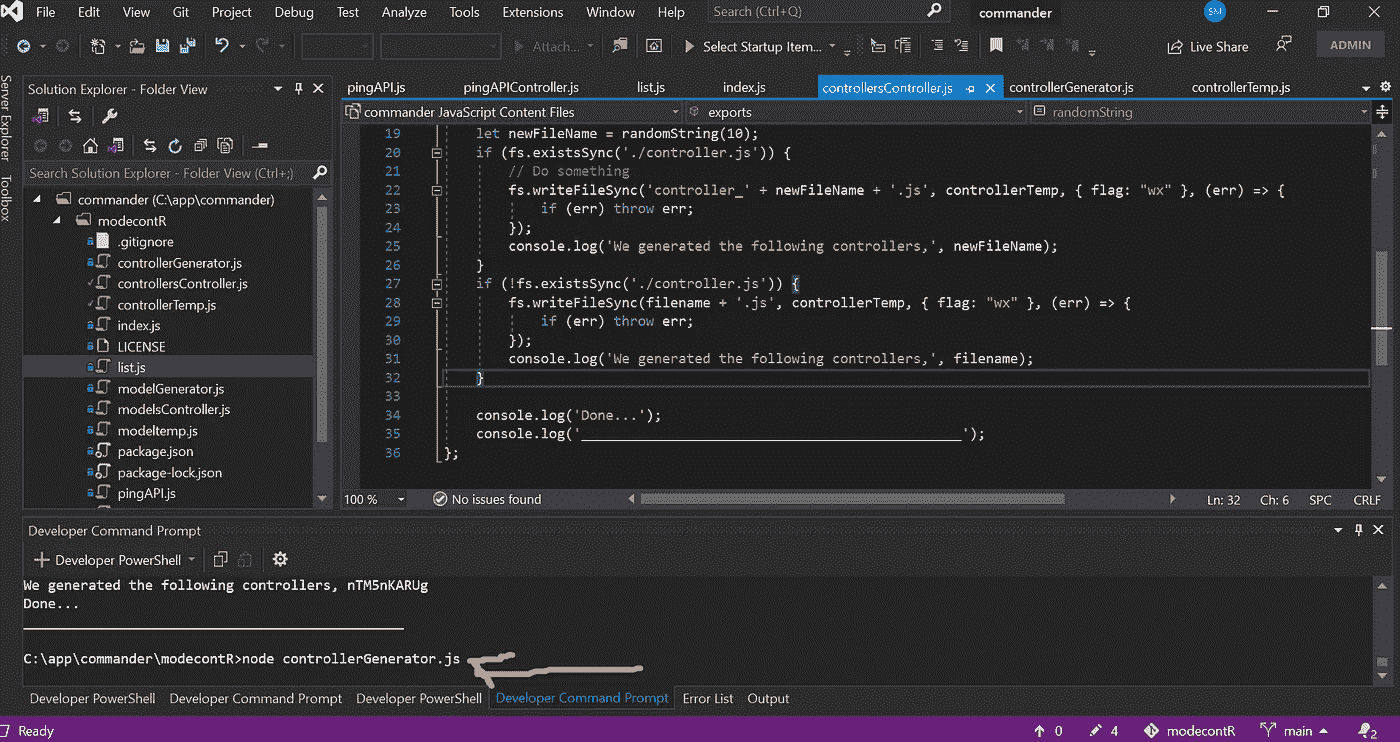 File Edit View Git Project Debug Test Analyze Tools Extensions Window Help Search (Ctrl+Q) commander SM
Attach... Select Startup Item... Live Share ADMIN
Server Explorer
Toolbox
Solution Explorer - Folder View
Search Solution Explorer - Folder View (Ctrl+;)
commander (C:\app\commander)
modecontR
.gitignore
controllerGenerator.js
controllersController.js
controllerTemp.js
index.js
LICENSE
list.js
modelGenerator.js
modelsController.js
modeltemp.js
package.json
package-lock.json
pingAPI.js
pingAPI.js pingAPIController.js list.js index.js controllersController.js controllerGenerator.js controllerTemp.js
commander JavaScript Content Files exports randomString
19 let newFileName = randomString(10);
20 if (fs.existsSync('./controller.js')) {
21 // Do something
22 fs.writeFileSync('controller_' + newFileName + '.js', controllerTemp, { flag: "wx" }, (err) => {
23 if (err) throw err;
24 });
25 console.log('We generated the following controllers,', newFileName);
26 }
27 if (!fs.existsSync('./controller.js')) {
28 fs.writeFileSync(filename + '.js', controllerTemp, { flag: "wx" }, (err) => {
29 if (err) throw err;
30 });
31 console.log('We generated the following controllers,', filename);
32 }
33
34 console.log('Done...');
35 console.log('_______________________________________________');
36 };
100 % No issues found Ln: 32 Ch: 6 SPC CRLF
Developer Command Prompt
Developer PowerShell
We generated the following controllers, nTM5nKARUg
Done...
_______________________________________________
C:\app\commander\modecontR>node controllerGenerator.js
Developer PowerShell Developer Command Prompt Developer PowerShell Developer Command Prompt Error List Output
Ready 0 4 modecontR main 2